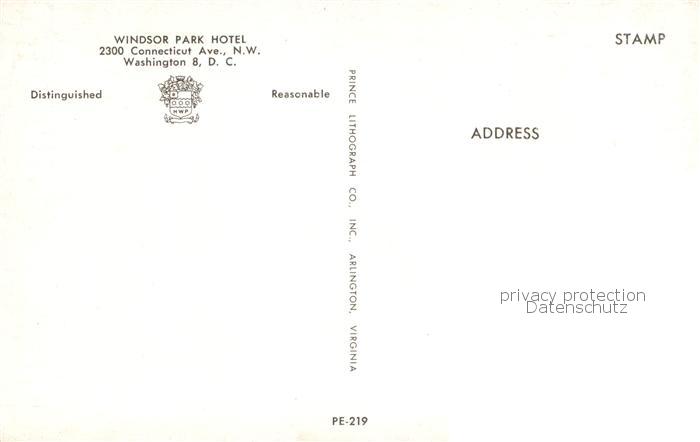 WINDSOR PARK HOTEL
2300 Connecticut Ave., N.W.
Washington 8, D. C.
Distinguished
HWP
Reasonable
PRINCE LITHOGRAPH CO., INC., ARLINGTON, VIRGINIA
STAMP
ADDRESS
privacy protection
Datenschutz
PE-219